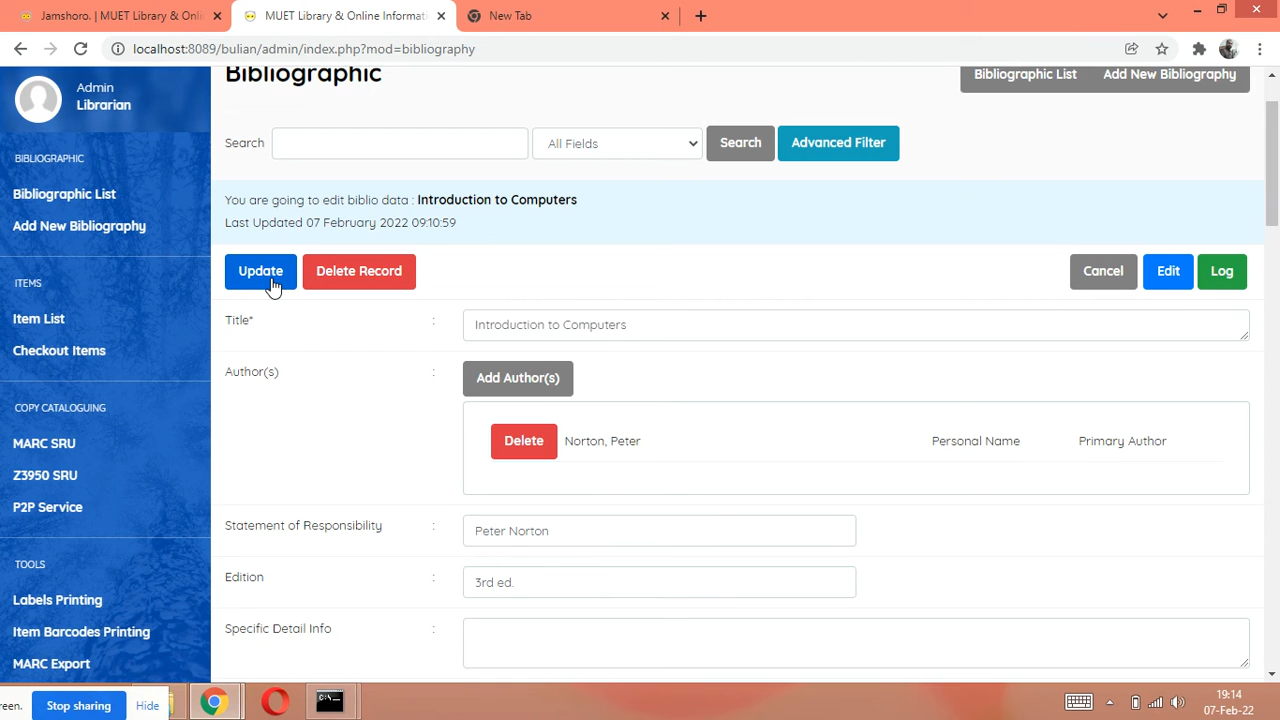 Jamshoro. | MUET Library & Onli
MUET Library & Online Informat
New Tab
localhost:8089/bulian/admin/index.php?mod=bibliography
Admin
Librarian
BIBLIOGRAPHIC
Bibliographic List
Add New Bibliography
ITEMS
Item List
Checkout Items
COPY CATALOGUING
MARC SRU
Z3950 SRU
P2P Service
TOOLS
Labels Printing
Item Barcodes Printing
MARC Export
Bibliographic
Bibliographic List Add New Bibliography
Search All Fields Search Advanced Filter
You are going to edit biblio data : Introduction to Computers
Last Updated 07 February 2022 09:10:59
Update Delete Record Cancel Edit Log
Title* : Introduction to Computers
Author(s) : Add Author(s)
Delete Norton, Peter Personal Name Primary Author
Statement of Responsibility : Peter Norton
Edition : 3rd ed.
Specific Detail Info :
reen. Stop sharing Hide
C:\_
19:14
07-Feb-22